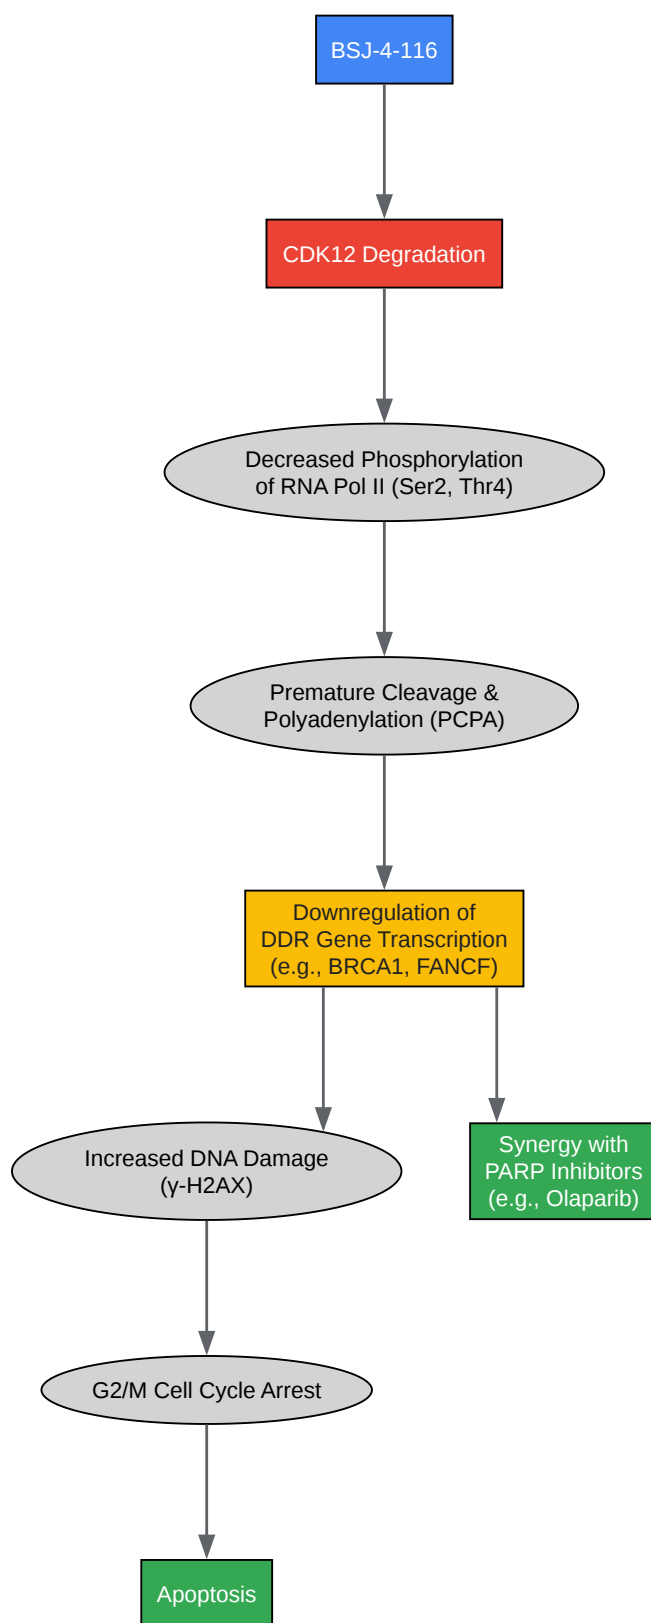 BSJ-4-116
CDK12 Degradation
Decreased Phosphorylation
of RNA Pol II (Ser2, Thr4)
Premature Cleavage &
Polyadenylation (PCPA)
Downregulation of
DDR Gene Transcription
(e.g., BRCA1, FANCF)
Increased DNA Damage
(γ-H2AX)
Synergy with
PARP Inhibitors
(e.g., Olaparib)
G2/M Cell Cycle Arrest
Apoptosis